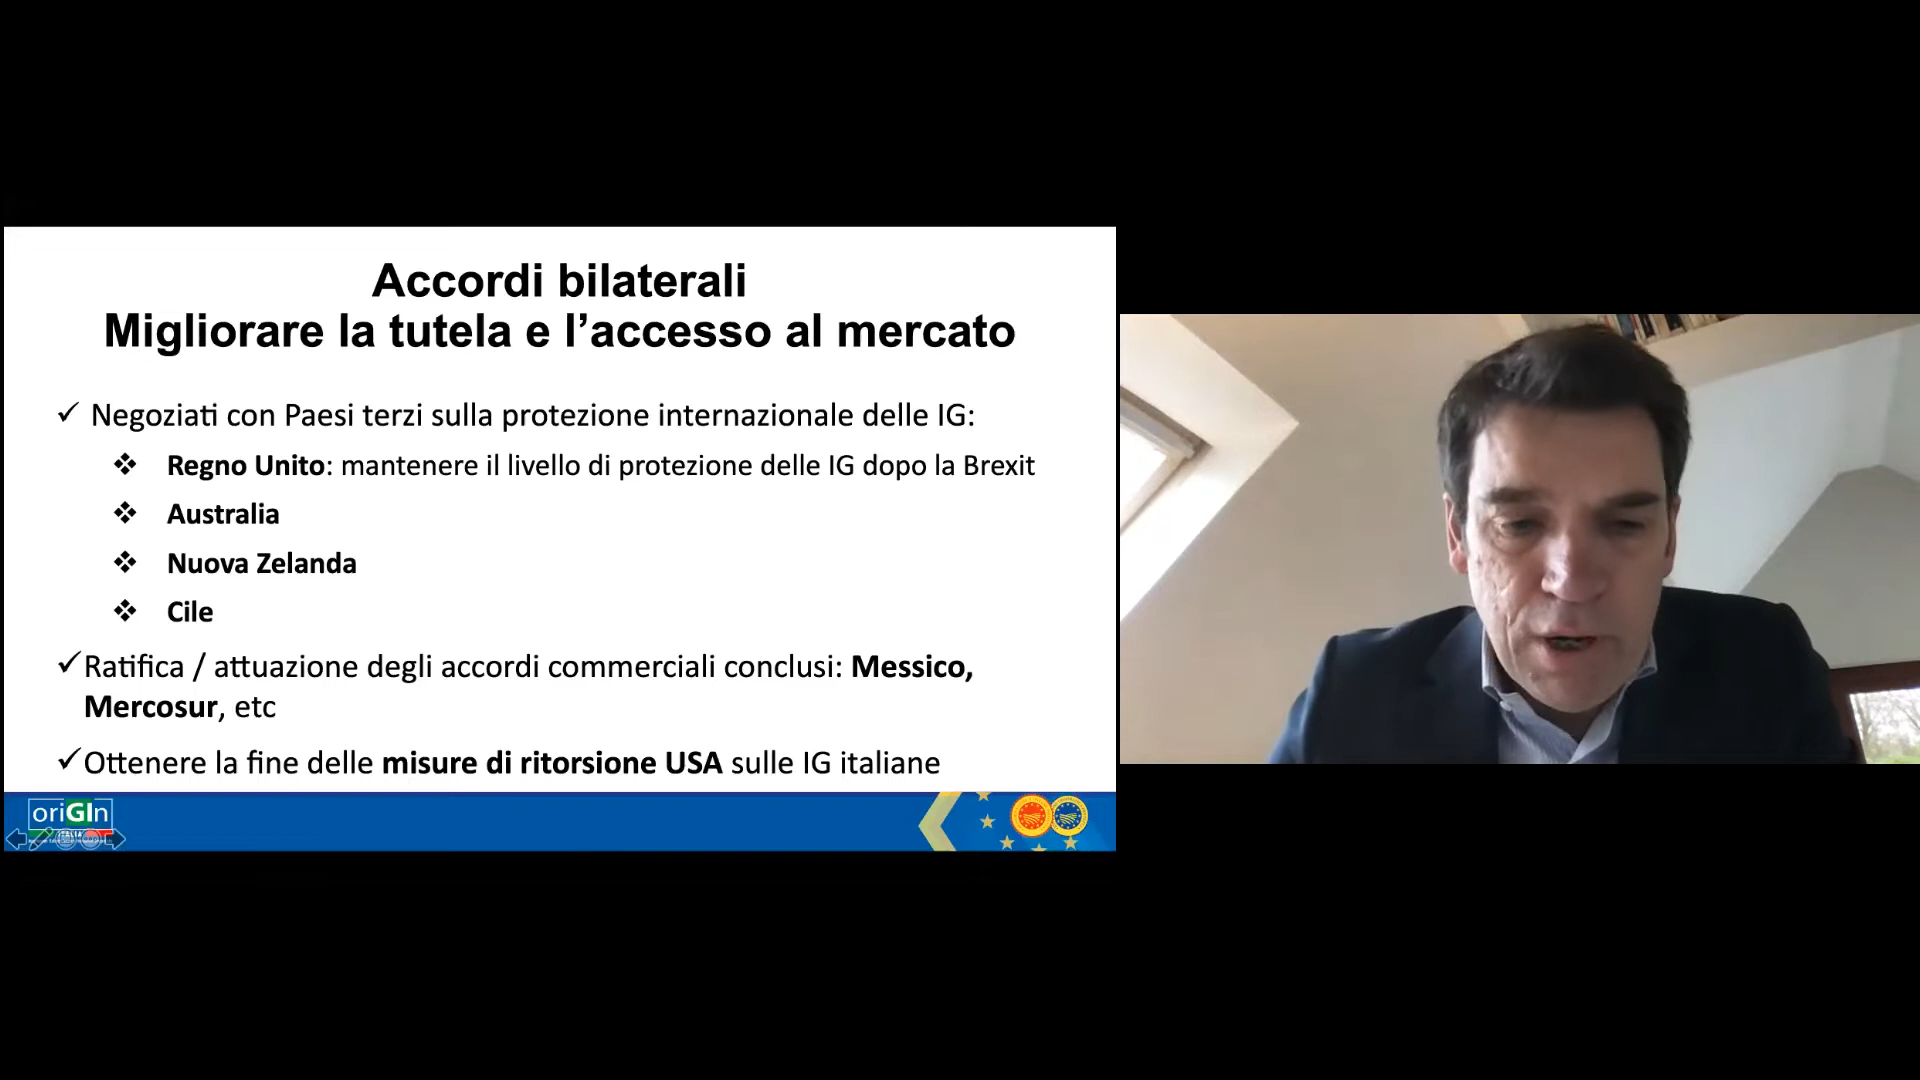 Accordi bilaterali
Migliorare la tutela e l’accesso al mercato
✓ Negoziati con Paesi terzi sulla protezione internazionale delle IG:
❖ Regno Unito: mantenere il livello di protezione delle IG dopo la Brexit
❖ Australia
❖ Nuova Zelanda
❖ Cile
✓ Ratifica / attuazione degli accordi commerciali conclusi: Messico,
Mercosur, etc
✓ Ottenere la fine delle misure di ritorsione USA sulle IG italiane
oriGIn
ITALIA